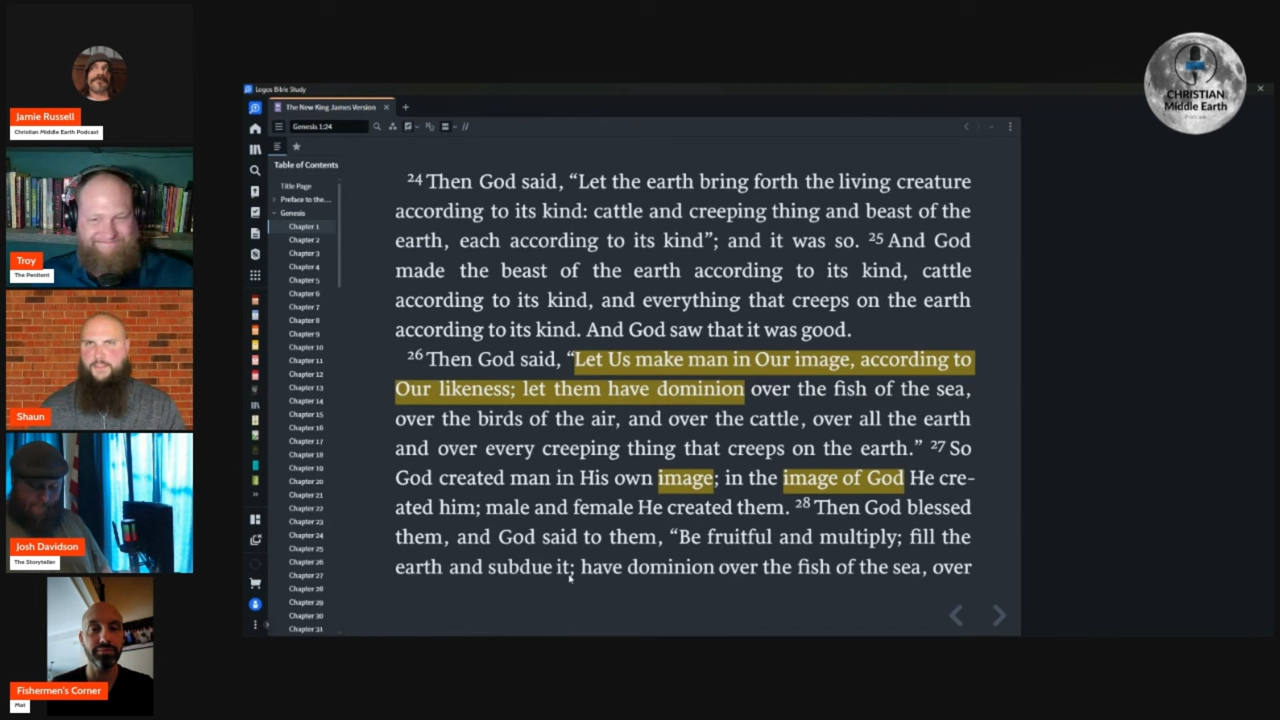 Jamie Russell
Christian Middle Earth Podcast
Troy
The Penitent
Shaun
Josh Davidson
The Storyteller
Fishermen's Corner
Mat
CHRISTIAN
Middle Earth
Podcast
Logos Bible Study
The New King James Version
Genesis 1:24
Table of Contents
Title Page
Preface to the...
Genesis
Chapter 1
Chapter 2
Chapter 3
Chapter 4
Chapter 5
Chapter 6
Chapter 7
Chapter 8
Chapter 9
Chapter 10
Chapter 11
Chapter 12
Chapter 13
Chapter 14
Chapter 15
Chapter 16
Chapter 17
Chapter 18
Chapter 19
Chapter 20
Chapter 21
Chapter 22
Chapter 23
Chapter 24
Chapter 25
Chapter 26
Chapter 27
Chapter 28
Chapter 29
Chapter 30
Chapter 31
24 Then God said, “Let the earth bring forth the living creature
according to its kind: cattle and creeping thing and beast of the
earth, each according to its kind”; and it was so. 25 And God
made the beast of the earth according to its kind, cattle
according to its kind, and everything that creeps on the earth
according to its kind. And God saw that it was good.
26 Then God said, “Let Us make man in Our image, according to
Our likeness; let them have dominion over the fish of the sea,
over the birds of the air, and over the cattle, over all the earth
and over every creeping thing that creeps on the earth.” 27 So
God created man in His own image; in the image of God He cre-
ated him; male and female He created them. 28 Then God blessed
them, and God said to them, “Be fruitful and multiply; fill the
earth and subdue it; have dominion over the fish of the sea, over